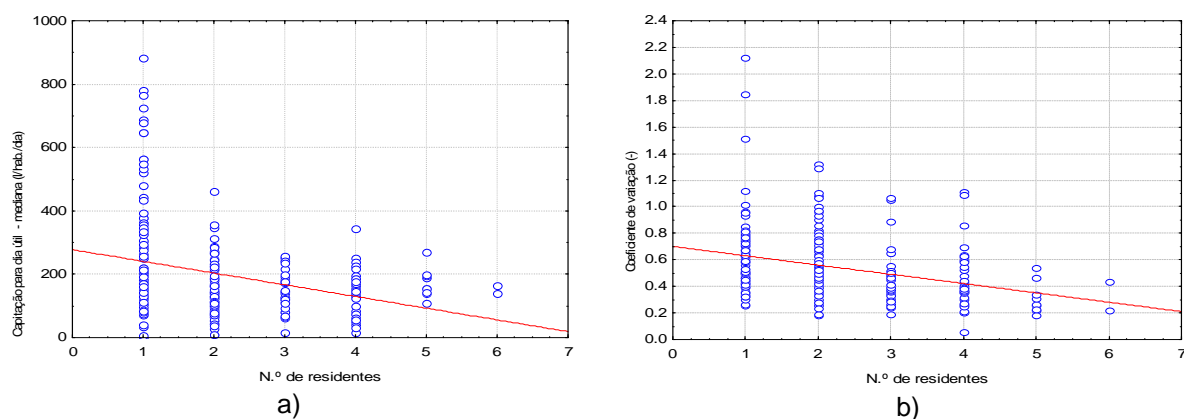 1000
800
600
400
200
0
0 1 2 3 4 5 6 7
Capitação para dia útil - mediana (l/hab./dia)
N.º de residentes
a)
2.4
2.2
2.0
1.8
1.6
1.4
1.2
1.0
0.8
0.6
0.4
0.2
0.0
0 1 2 3 4 5 6 7
Coeficiente de variação (-)
N.º de residentes
b)